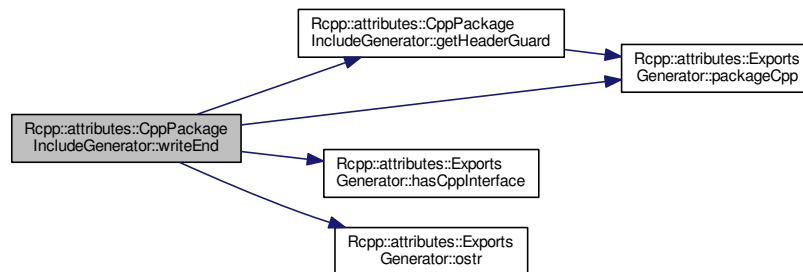 Rcpp::attributes::CppPackage
IncludeGenerator::getHeaderGuard
Rcpp::attributes::Exports
Generator::packageCpp
Rcpp::attributes::CppPackage
IncludeGenerator::writeEnd
Rcpp::attributes::Exports
Generator::hasCppInterface
Rcpp::attributes::Exports
Generator::ostr